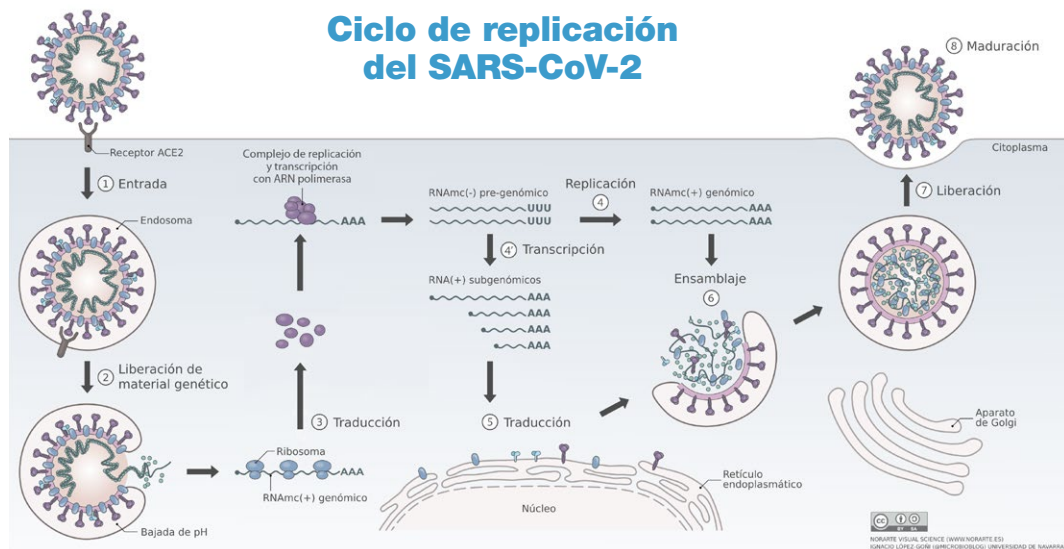 Ciclo de replicación
del SARS-CoV-2
Receptor ACE2
1 Entrada
Endosoma
2 Liberación de
material genético
Bajada de pH
Complejo de replicación
y transcripción
con ARN polimerasa
AAA
3 Traducción
Ribosoma
AAA
RNAmc(+) genómico
RNAmc(-) pre-genómico
UUU
UUU
Replicación
4
4' Transcripción
RNA(+) subgenómicos
AAA
AAA
AAA
AAA
5 Traducción
Retículo
endoplasmático
Núcleo
RNAmc(+) genómico
AAA
AAA
Ensamblaje
6
7 Liberación
8 Maduración
Citoplasma
Aparato
de Golgi
cc
BY SA
NORARTE VISUAL SCIENCE (WWW.NORARTE.ES)
IGNACIO LÓPEZ-GOÑI (@MICROBIOBLOG) UNIVERSIDAD DE NAVARRA